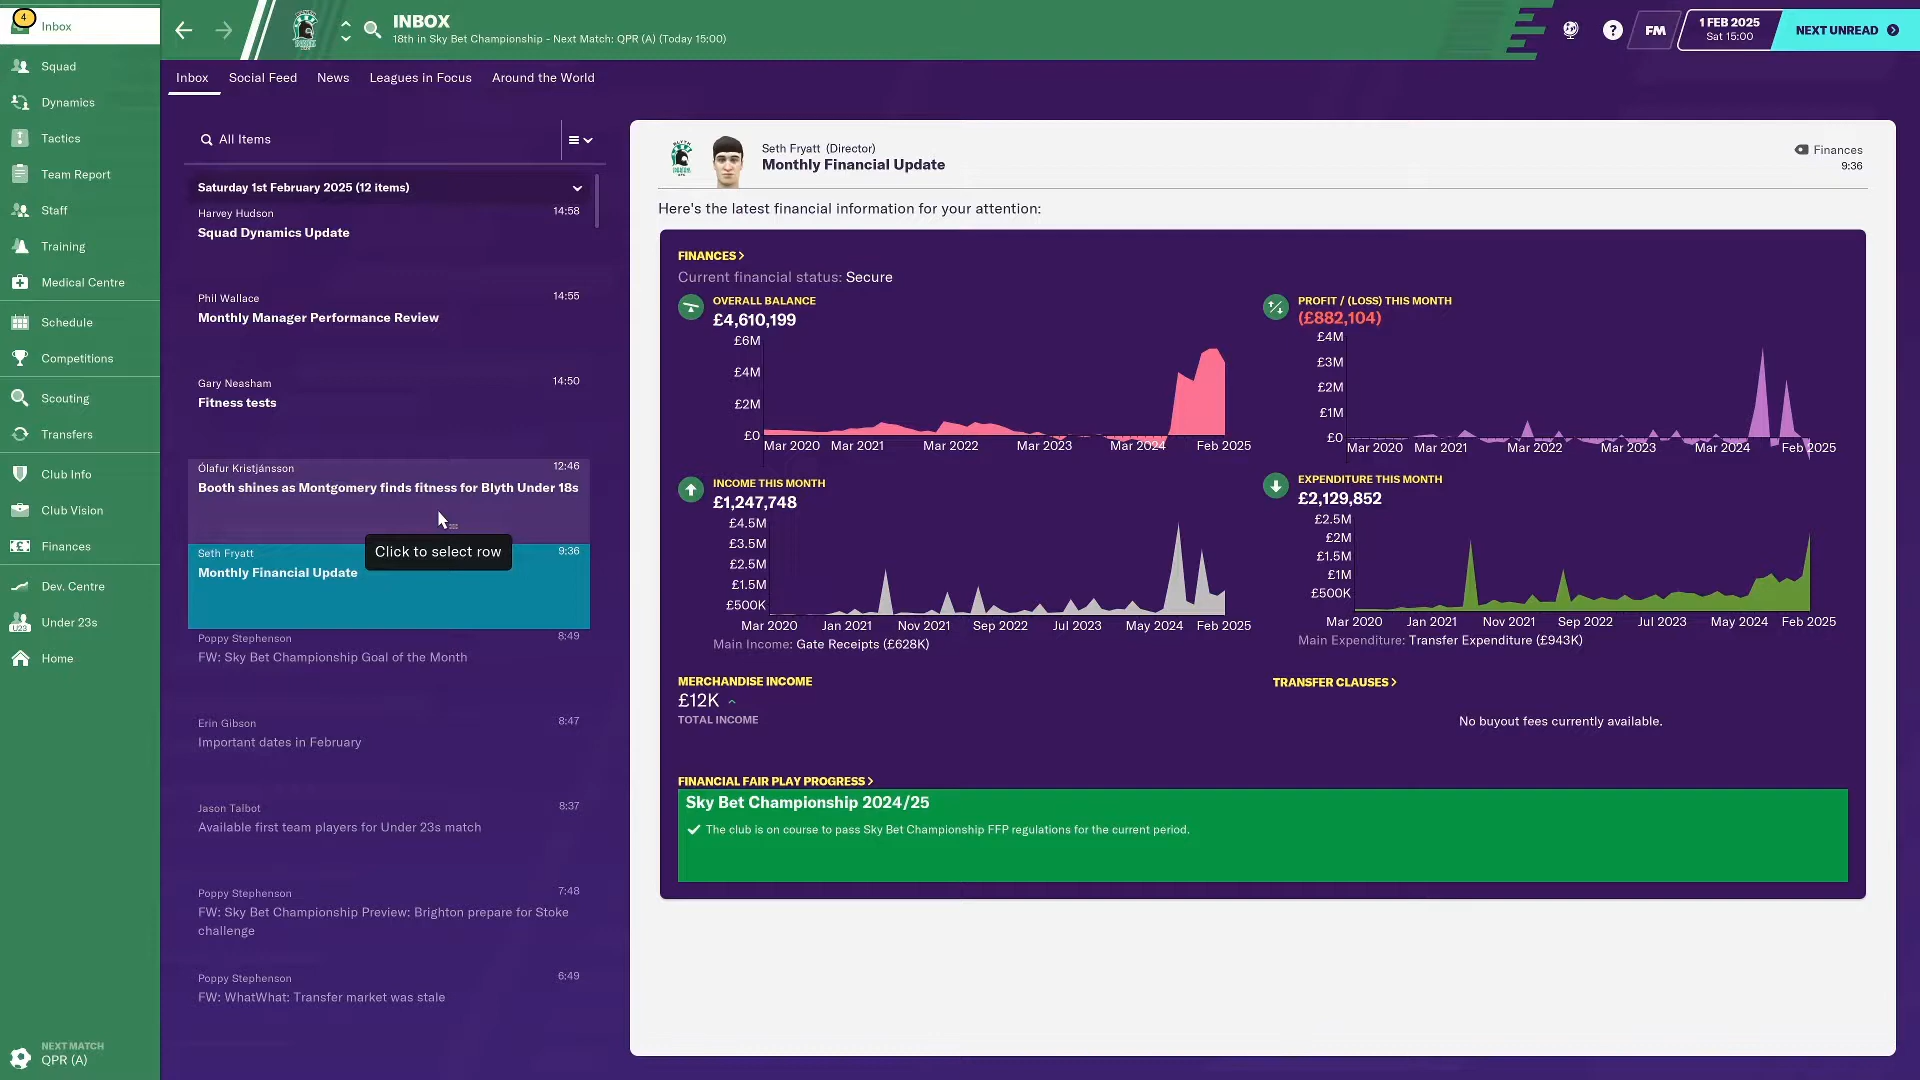 4
Inbox
Squad
Dynamics
Tactics
Team Report
Staff
Training
Medical Centre
Schedule
Competitions
Scouting
Transfers
Club Info
Club Vision
Finances
Dev. Centre
U23
Under 23s
Home
NEXT MATCH
QPR (A)
INBOX
18th in Sky Bet Championship - Next Match: QPR (A) (Today 15:00)
?
FM
1 FEB 2025
Sat 15:00
NEXT UNREAD
Inbox Social Feed News Leagues in Focus Around the World
All Items
Saturday 1st February 2025 (12 items)
Harvey Hudson 14:58
Squad Dynamics Update
Phil Wallace 14:55
Monthly Manager Performance Review
Gary Neasham 14:50
Fitness tests
Ólafur Kristjánsson 12:46
Booth shines as Montgomery finds fitness for Blyth Under 18s
Click to select row
Seth Fryatt 9:36
Monthly Financial Update
Poppy Stephenson 8:49
FW: Sky Bet Championship Goal of the Month
Erin Gibson 8:47
Important dates in February
Jason Talbot 8:37
Available first team players for Under 23s match
Poppy Stephenson 7:48
FW: Sky Bet Championship Preview: Brighton prepare for Stoke
challenge
Poppy Stephenson 6:49
FW: WhatWhat: Transfer market was stale
Seth Fryatt (Director)
Monthly Financial Update
Finances
9:36
Here's the latest financial information for your attention:
FINANCES >
Current financial status: Secure
OVERALL BALANCE
£4,610,199
£6M
£4M
£2M
£0
Mar 2020 Mar 2021 Mar 2022 Mar 2023 Mar 2024 Feb 2025
PROFIT / (LOSS) THIS MONTH
(£882,104)
£4M
£3M
£2M
£1M
£0
Mar 2020 Mar 2021 Mar 2022 Mar 2023 Mar 2024 Feb 2025
INCOME THIS MONTH
£1,247,748
£4.5M
£3.5M
£2.5M
£1.5M
£500K
Mar 2020 Jan 2021 Nov 2021 Sep 2022 Jul 2023 May 2024 Feb 2025
Main Income: Gate Receipts (£628K)
EXPENDITURE THIS MONTH
£2,129,852
£2.5M
£2M
£1.5M
£1M
£500K
Mar 2020 Jan 2021 Nov 2021 Sep 2022 Jul 2023 May 2024 Feb 2025
Main Expenditure: Transfer Expenditure (£943K)
MERCHANDISE INCOME
£12K
TOTAL INCOME
TRANSFER CLAUSES >
No buyout fees currently available.
FINANCIAL FAIR PLAY PROGRESS >
Sky Bet Championship 2024/25
The club is on course to pass Sky Bet Championship FFP regulations for the current period.